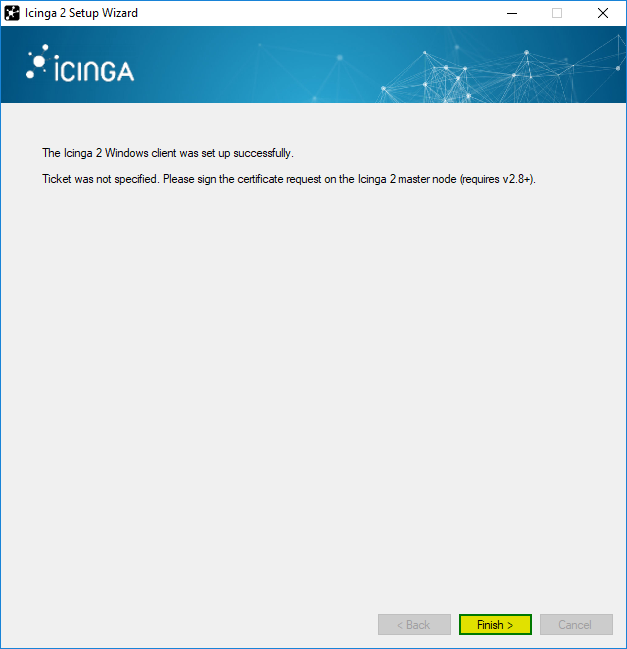 Icinga 2 Setup Wizard
icinga
The Icinga 2 Windows client was set up successfully.
Ticket was not specified. Please sign the certificate request on the Icinga 2 master node (requires v2.8+).
< Back Finish > Cancel